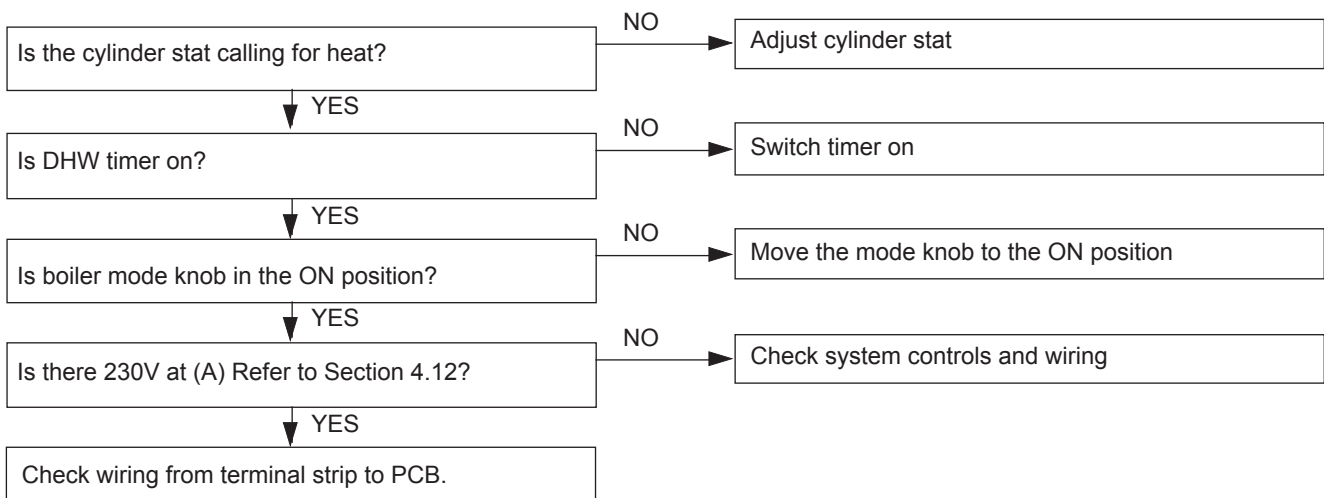 Is the cylinder stat calling for heat?
NO
Adjust cylinder stat
YES
Is DHW timer on?
NO
Switch timer on
YES
Is boiler mode knob in the ON position?
NO
Move the mode knob to the ON position
YES
Is there 230V at (A) Refer to Section 4.12?
NO
Check system controls and wiring
YES
Check wiring from terminal strip to PCB.